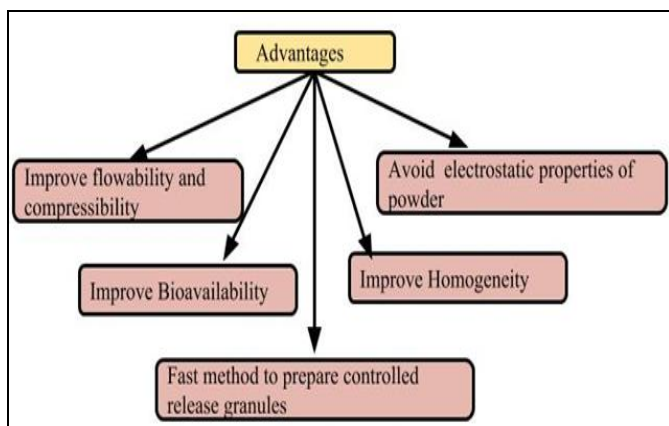 Advantages
Improve flowability and
compressibility
Avoid electrostatic properties of
powder
Improve Bioavailability
Improve Homogeneity
Fast method to prepare controlled
release granules